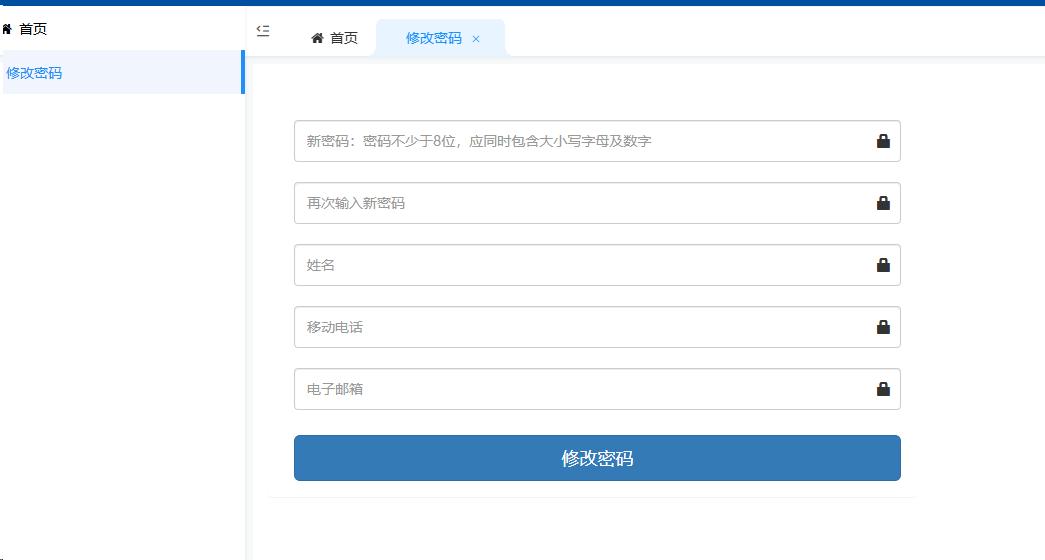 首页
修改密码
首页
修改密码 ×
新密码：密码不少于8位，应同时包含大小写字母及数字
再次输入新密码
姓名
移动电话
电子邮箱
修改密码